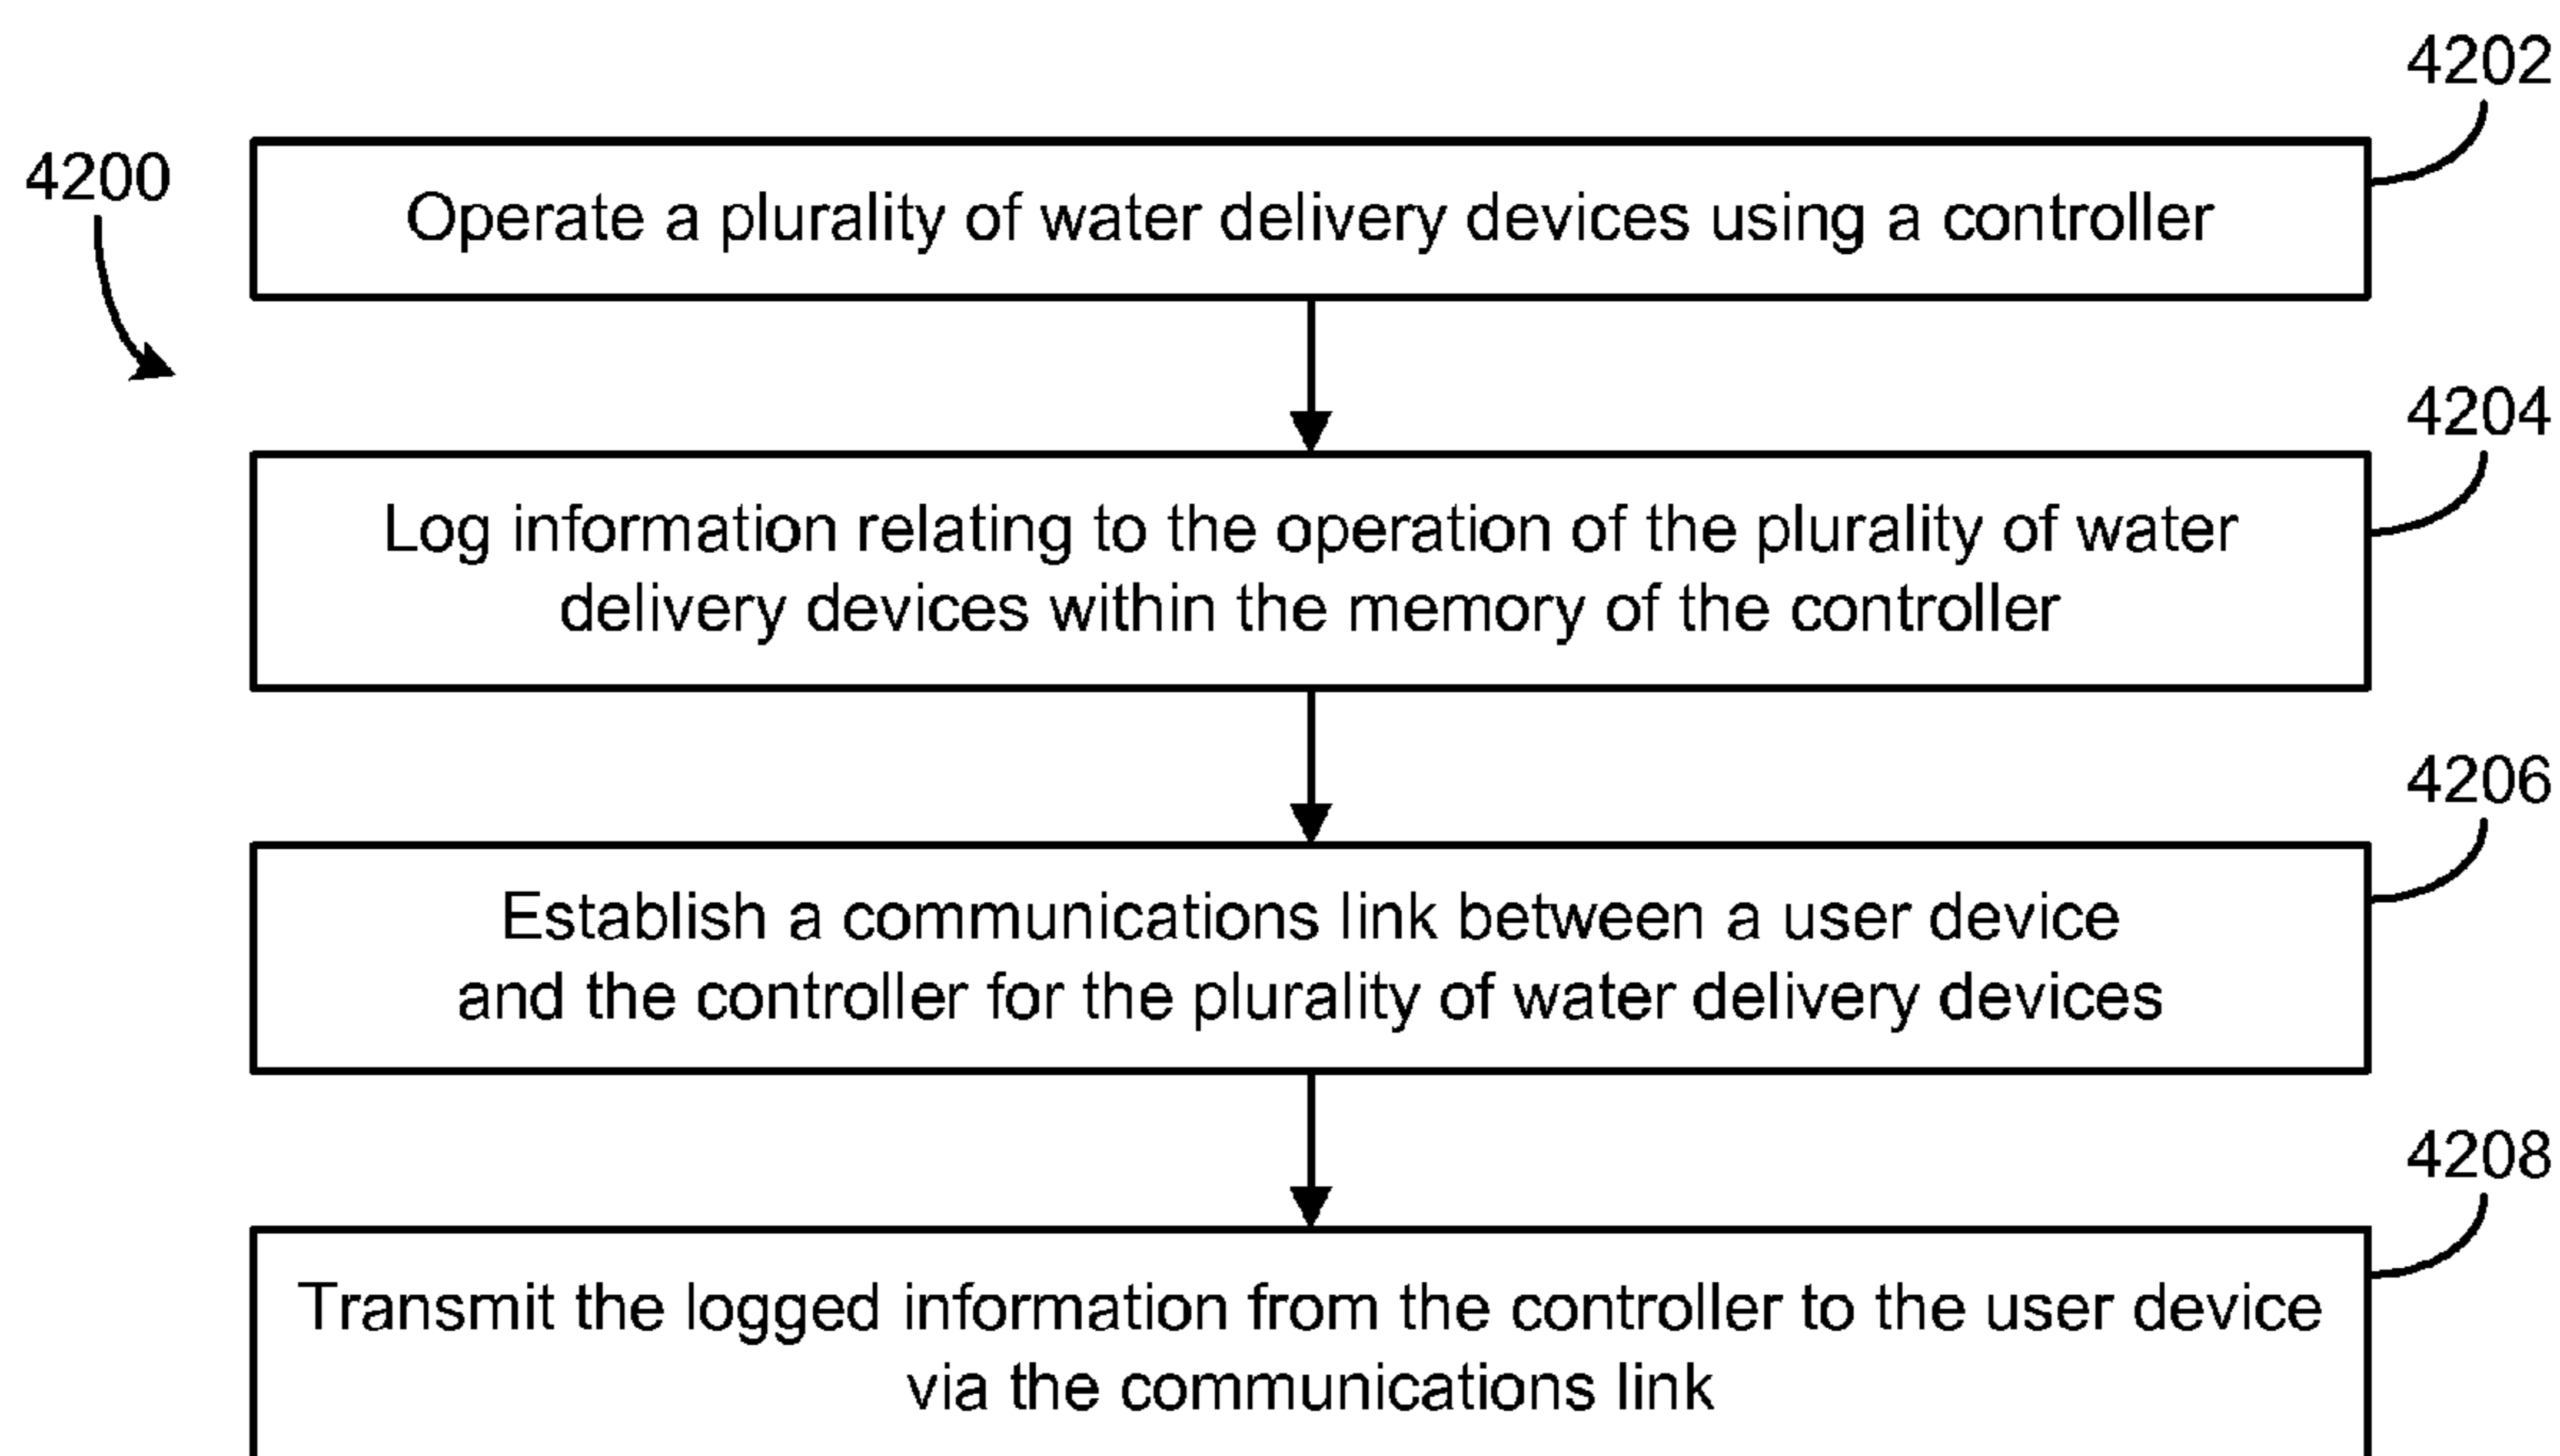 4202
4200
Operate a plurality of water delivery devices using a controller
4204
Log information relating to the operation of the plurality of water
delivery devices within the memory of the controller
4206
Establish a communications link between a user device
and the controller for the plurality of water delivery devices
4208
Transmit the logged information from the controller to the user device
via the communications link